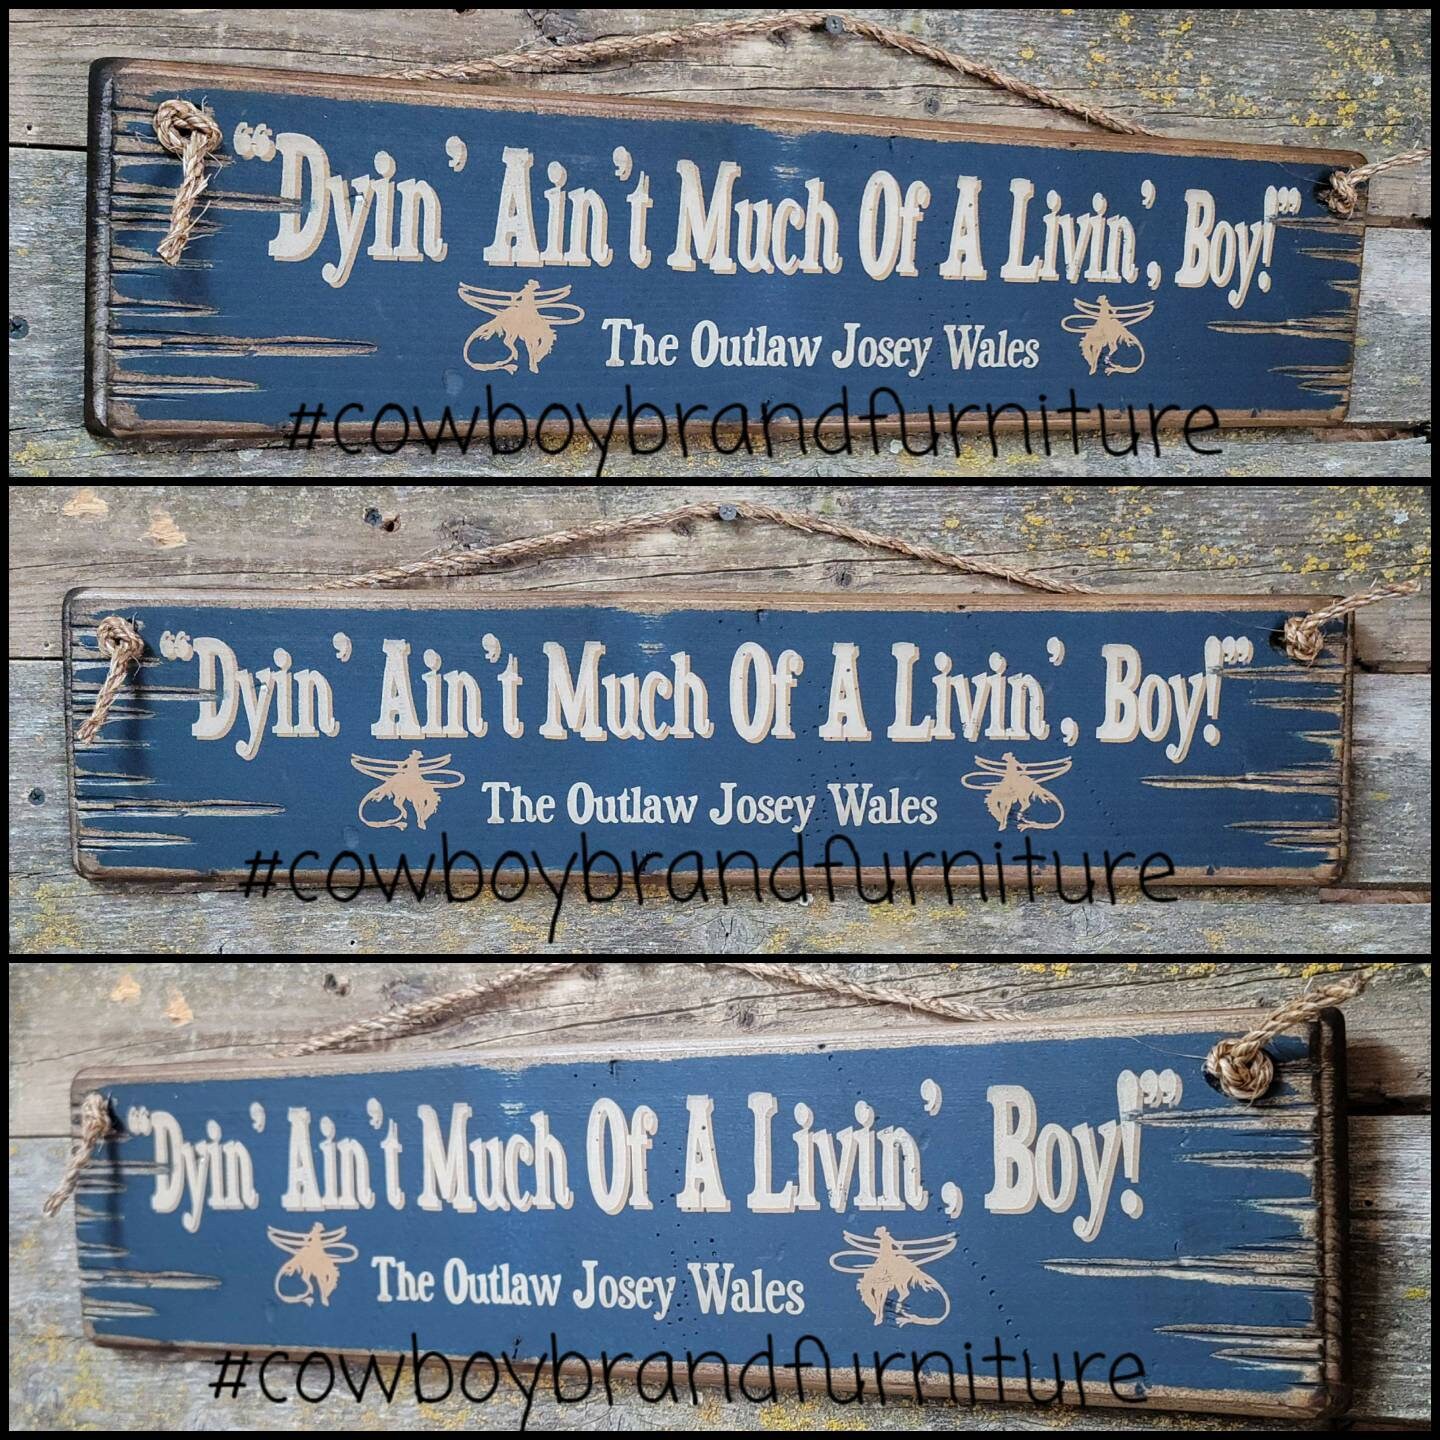 “Dyin’ Ain’t Much Of A Livin’, Boy!”
The Outlaw Josey Wales
#cowboybrandfurniture
“Dyin’ Ain’t Much Of A Livin’, Boy!”
The Outlaw Josey Wales
#cowboybrandfurniture
“Dyin’ Ain’t Much Of A Livin’, Boy!”
The Outlaw Josey Wales
#cowboybrandfurniture